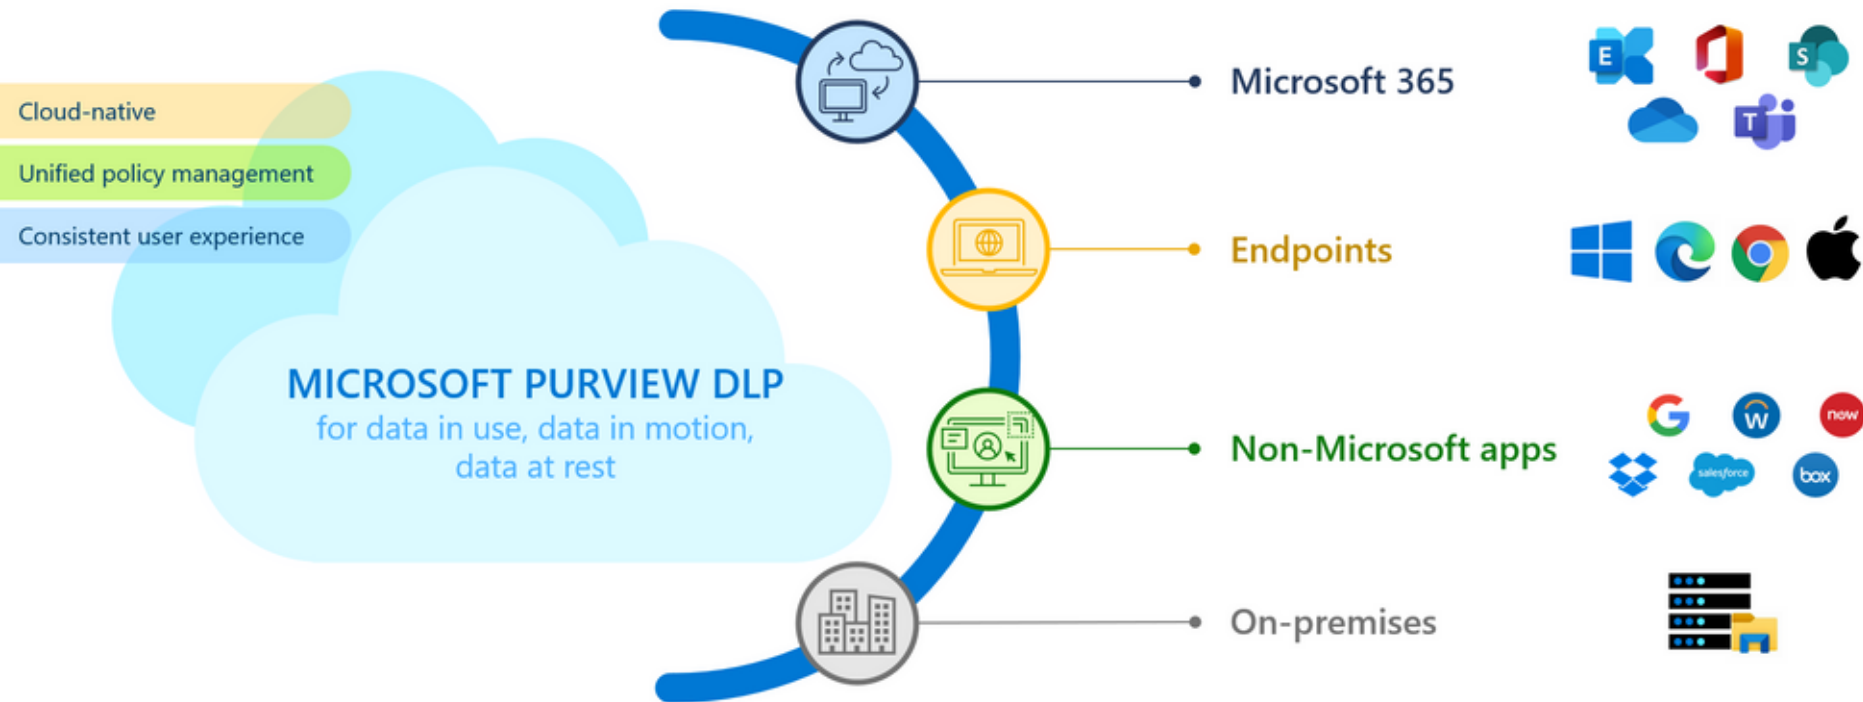 Cloud-native
Unified policy management
Consistent user experience
MICROSOFT PURVIEW DLP
for data in use, data in motion,
data at rest
Microsoft 365
E
S
T
Endpoints
Non-Microsoft apps
G
W
now
salesforce
box
On-premises